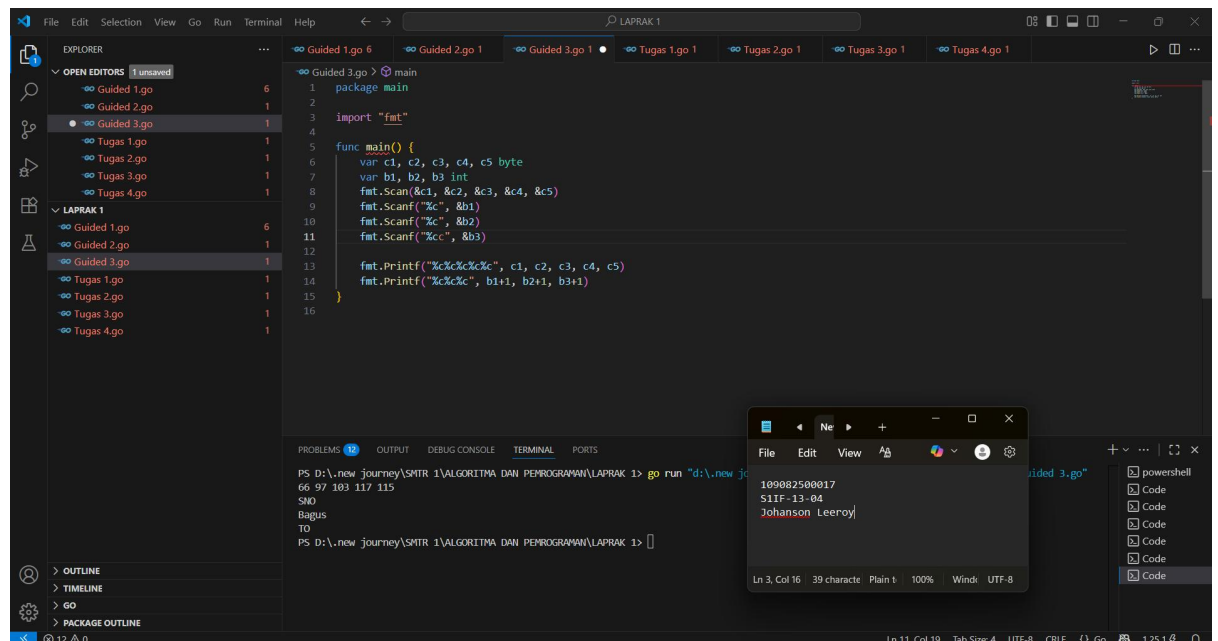 File Edit Selection View Go Run Terminal Help
LAPRAK 1
EXPLORER
OPEN EDITORS 1 unsaved
Guided 1.go 6
Guided 2.go 1
Guided 3.go 1
Tugas 1.go 1
Tugas 2.go 1
Tugas 3.go 1
Tugas 4.go 1
LAPRAK 1
Guided 1.go 6
Guided 2.go 1
Guided 3.go 1
Tugas 1.go 1
Tugas 2.go 1
Tugas 3.go 1
Tugas 4.go 1
OUTLINE
TIMELINE
GO
PACKAGE OUTLINE
Guided 1.go 6 Guided 2.go 1 Guided 3.go 1 Tugas 1.go 1 Tugas 2.go 1 Tugas 3.go 1 Tugas 4.go 1
Guided 3.go > main
1 package main
2
3 import "fmt"
4
5 func main() {
6 var c1, c2, c3, c4, c5 byte
7 var b1, b2, b3 int
8 fmt.Scan(&c1, &c2, &c3, &c4, &c5)
9 fmt.Scanf("%c", &b1)
10 fmt.Scanf("%c", &b2)
11 fmt.Scanf("%cc", &b3)
12
13 fmt.Printf("%c%c%c%c%c", c1, c2, c3, c4, c5)
14 fmt.Printf("%c%c%c", b1+1, b2+1, b3+1)
15 }
16
PROBLEMS 12 OUTPUT DEBUG CONSOLE TERMINAL PORTS
PS D:\.new journey\SMTR 1\ALGORITMA DAN PEMROGRAMAN\LAPRAK 1> go run "d:\.new jo
uided 3.go"
66 97 103 117 115
SNO
Bagus
TO
PS D:\.new journey\SMTR 1\ALGORITMA DAN PEMROGRAMAN\LAPRAK 1>
powershell
Code
Code
Code
Code
Code
Code
File Edit View
109082500017
S1IF-13-04
Johanson Leeroy
Ln 3, Col 16 39 characte Plain t 100% Windo UTF-8
12 0
Ln 11, Col 19 Tab Size: 4 UTF-8 CRLF Go 1.25.1